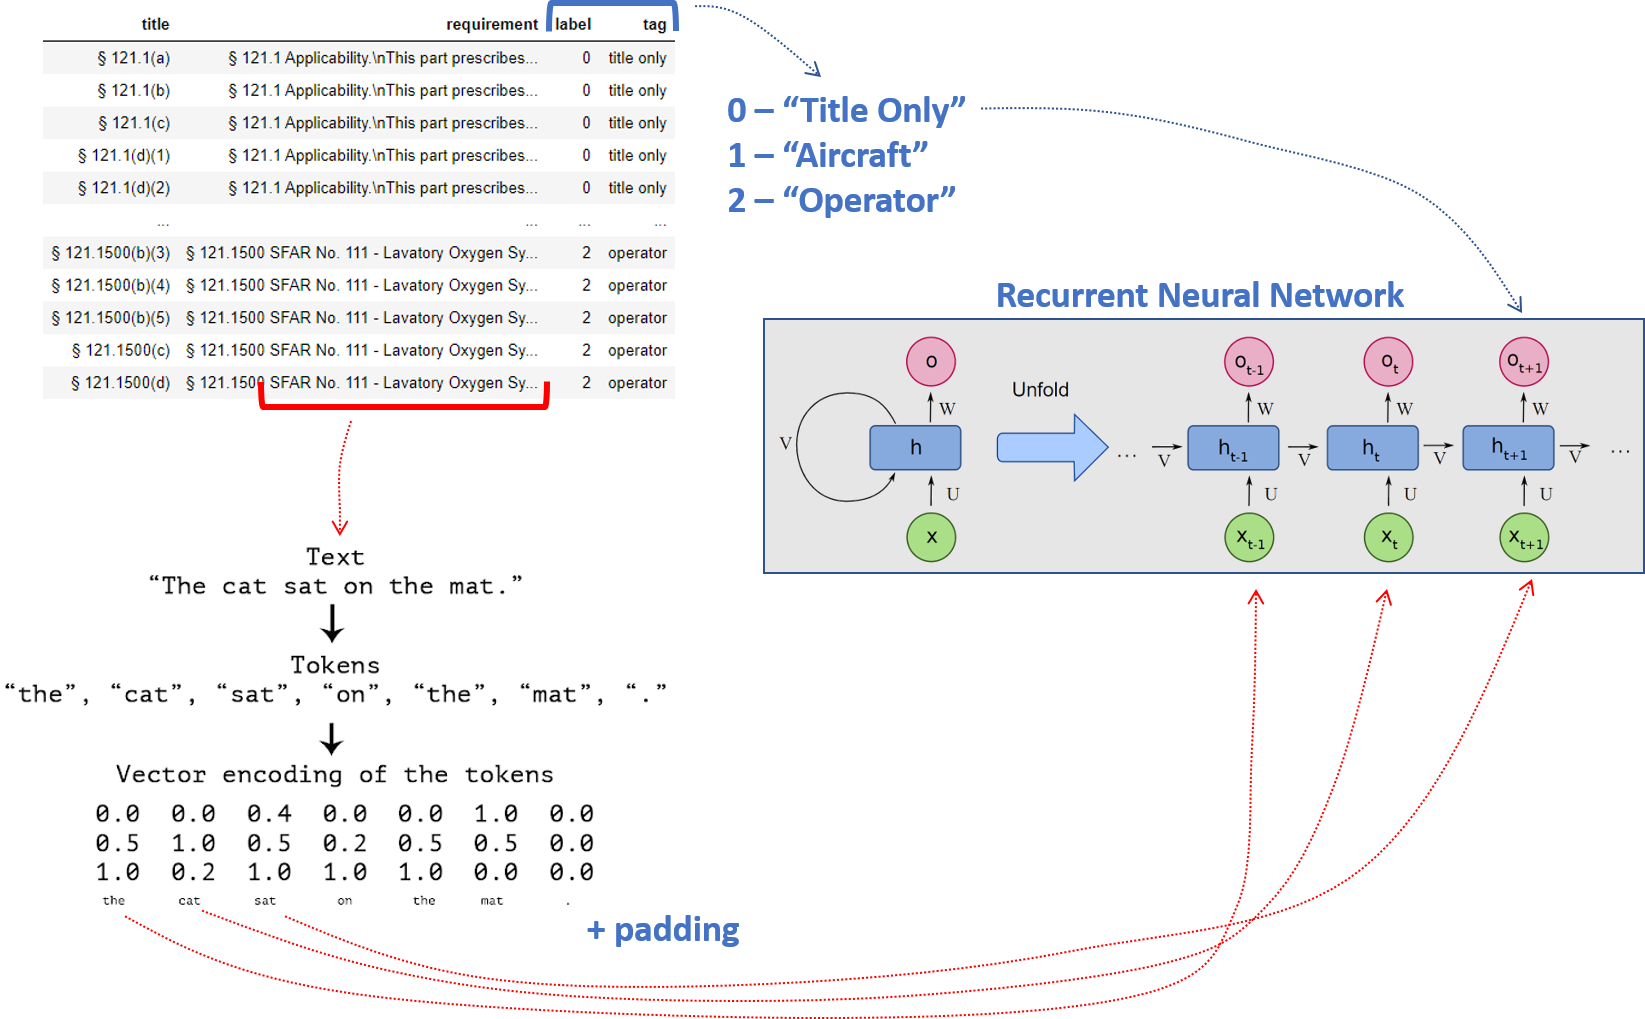 title requirement label tag
§ 121.1(a) § 121.1 Applicability.\nThis part prescribes... 0 title only
§ 121.1(b) § 121.1 Applicability.\nThis part prescribes... 0 title only
§ 121.1(c) § 121.1 Applicability.\nThis part prescribes... 0 title only
§ 121.1(d)(1) § 121.1 Applicability.\nThis part prescribes... 0 title only
§ 121.1(d)(2) § 121.1 Applicability.\nThis part prescribes... 0 title only
... ... ... ...
§ 121.1500(b)(3) § 121.1500 SFAR No. 111 - Lavatory Oxygen Sy... 2 operator
§ 121.1500(b)(4) § 121.1500 SFAR No. 111 - Lavatory Oxygen Sy... 2 operator
§ 121.1500(b)(5) § 121.1500 SFAR No. 111 - Lavatory Oxygen Sy... 2 operator
§ 121.1500(c) § 121.1500 SFAR No. 111 - Lavatory Oxygen Sy... 2 operator
§ 121.1500(d) § 121.1500 SFAR No. 111 - Lavatory Oxygen Sy... 2 operator
0 – “Title Only”
1 – “Aircraft”
2 – “Operator”
Recurrent Neural Network
o Unfold o t-1 o t o t+1
W W W W
V h ... V h t-1 V h t V h t+1 V ...
U U U U
x x t-1 x t x t+1
Text
“The cat sat on the mat.”
Tokens
“the”, “cat”, “sat”, “on”, “the”, “mat”, “.”
Vector encoding of the tokens
0.0 0.0 0.4 0.0 0.0 1.0 0.0
0.5 1.0 0.5 0.2 0.5 0.5 0.0
1.0 0.2 1.0 1.0 1.0 0.0 0.0
the cat sat on the mat .
+ padding